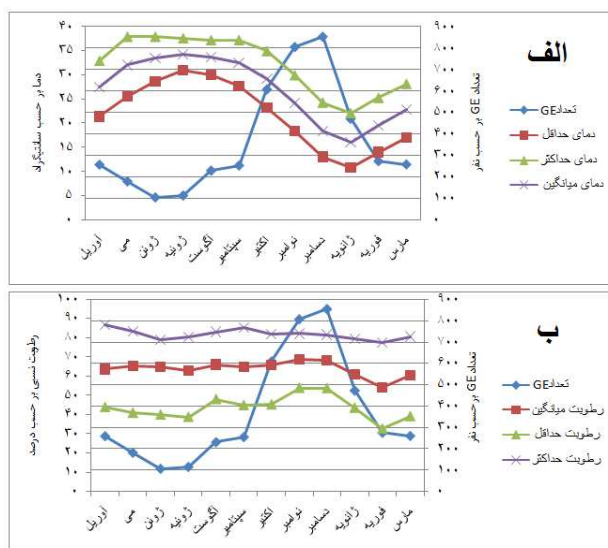 الف
دما بر حسب سانتیگراد
۴۰
۳۵
۳۰
۲۵
۲۰
۱۵
۱۰
۵
۰
۹۰۰
۸۰۰
۷۰۰
۶۰۰
۵۰۰
۴۰۰
۳۰۰
۲۰۰
۱۰۰
۰
تعداد GE بر حسب نفر
تعدادGE
دمای حداقل
دمای حداکثر
دمای میانگین
آوریل
می
ژوئن
ژوئیه
آگوست
سپتامبر
اکتبر
نوامبر
دسامبر
ژانویه
فوریه
مارس
ب
رطوبت نسبی بر حسب درصد
۱۰۰
۹۰
۸۰
۷۰
۶۰
۵۰
۴۰
۳۰
۲۰
۱۰
۰
۹۰۰
۸۰۰
۷۰۰
۶۰۰
۵۰۰
۴۰۰
۳۰۰
۲۰۰
۱۰۰
۰
تعداد GE بر حسب نفر
تعدادGE
رطوبت میانگین
رطوبت حداقل
رطوبت حداکثر
آوریل
می
ژوئن
ژوئیه
آگوست
سپتامبر
اکتبر
نوامبر
دسامبر
ژانویه
فوریه
مارس